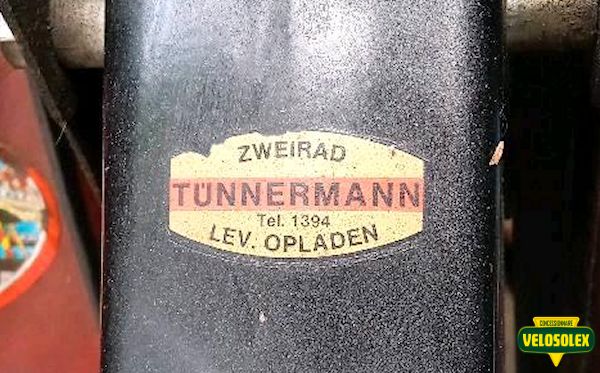 ZWEIRAD
TÜNNERMANN
Tel. 1394
LEV. OPLADEN
CONCESSIONNAIRE
VELOSOLEX